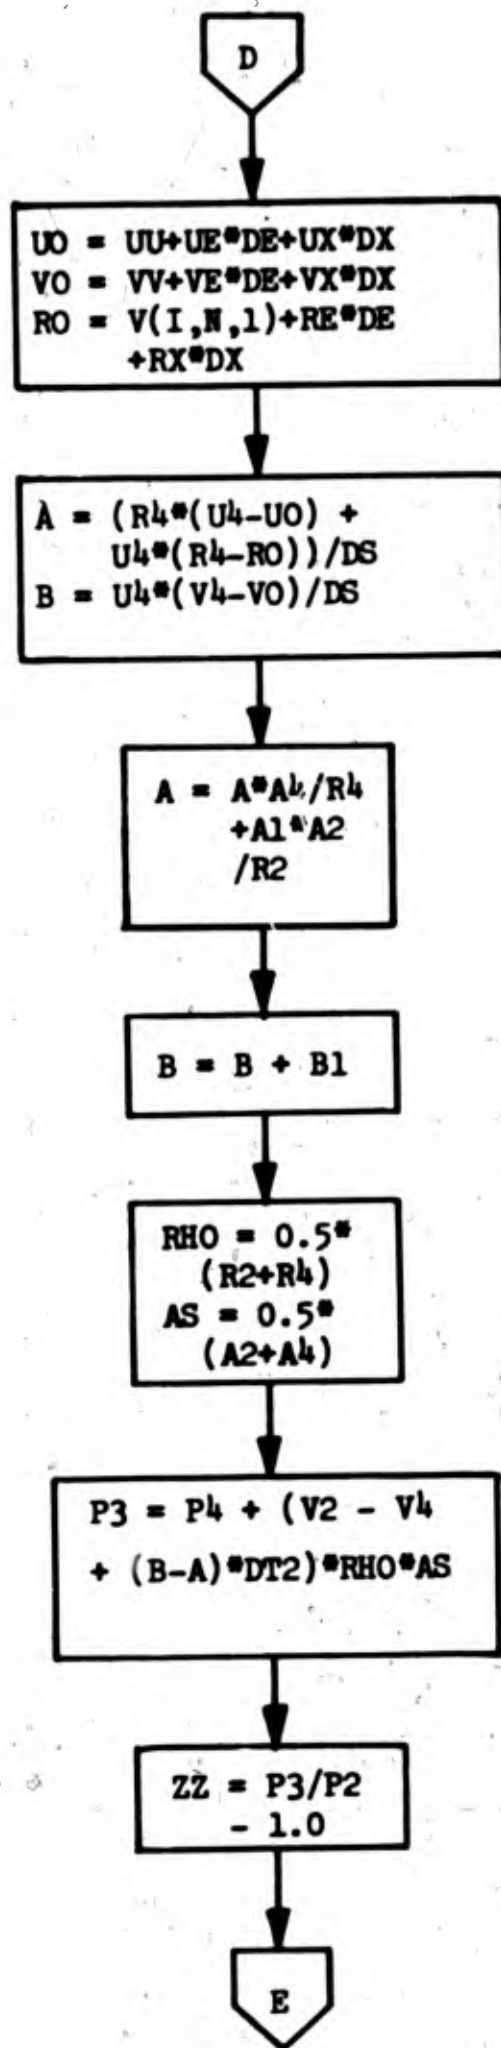 D
UO = UU+UE*DE+UX*DX
VO = VV+VE*DE+VX*DX
RO = V(I,N,1)+RE*DE
+RX*DX
A = (R4*(U4-UO) +
U4*(R4-RO))/DS
B = U4*(V4-VO)/DS
A = A*A4/R4
+A1*A2
/R2
B = B + B1
RHO = 0.5*
(R2+R4)
AS = 0.5*
(A2+A4)
P3 = P4 + (V2 - V4
+ (B-A)*DT2)*RHO*AS
ZZ = P3/P2
- 1.0
E